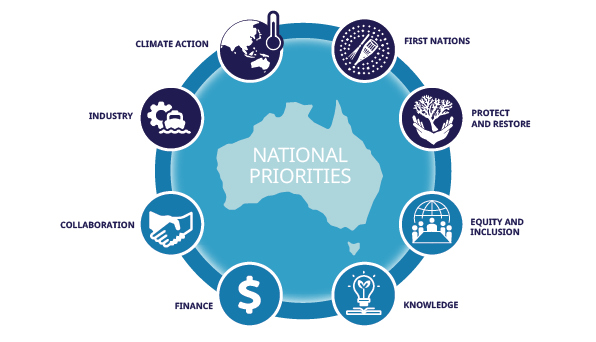 CLIMATE ACTION
FIRST NATIONS
INDUSTRY
PROTECT
AND RESTORE
NATIONAL
PRIORITIES
COLLABORATION
EQUITY AND
INCLUSION
FINANCE
$
KNOWLEDGE